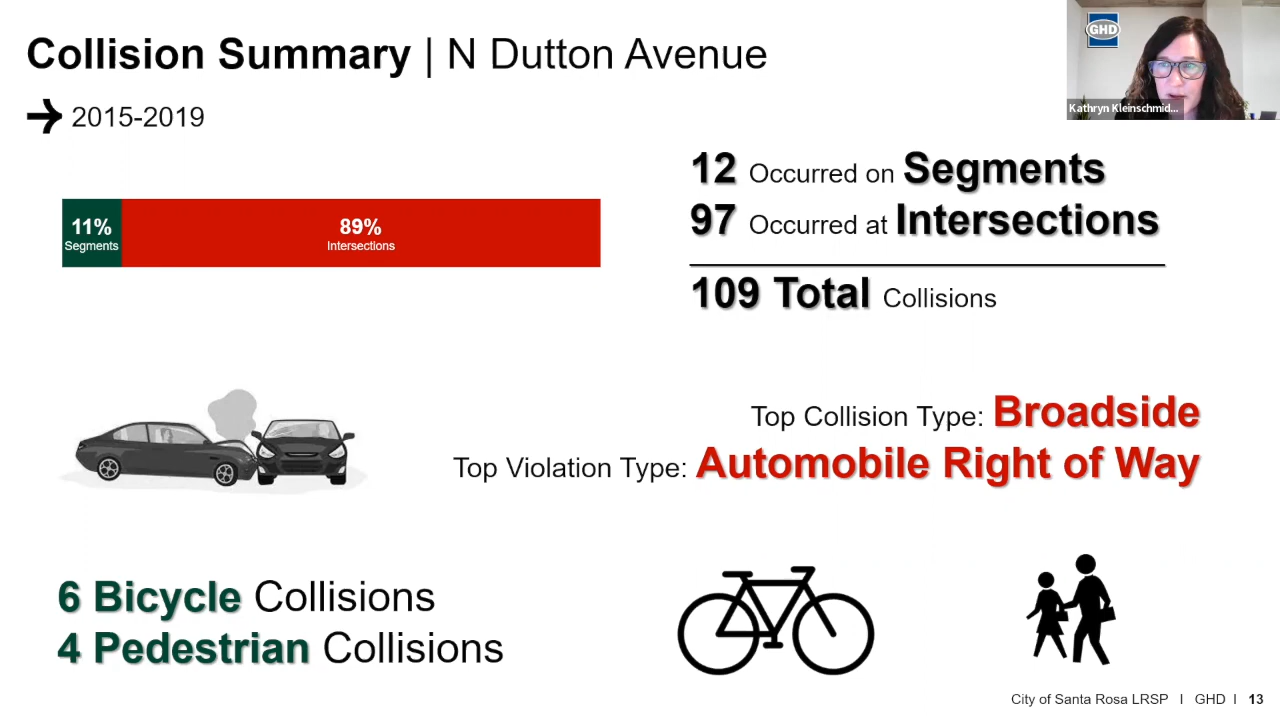 Collision Summary | N Dutton Avenue
2015-2019
GHD
Kathryn Kleinschmid...
11%
Segments
89%
Intersections
12 Occurred on Segments
97 Occurred at Intersections
109 Total Collisions
Top Collision Type: Broadside
Top Violation Type: Automobile Right of Way
6 Bicycle Collisions
4 Pedestrian Collisions
City of Santa Rosa LRSP | GHD | 13